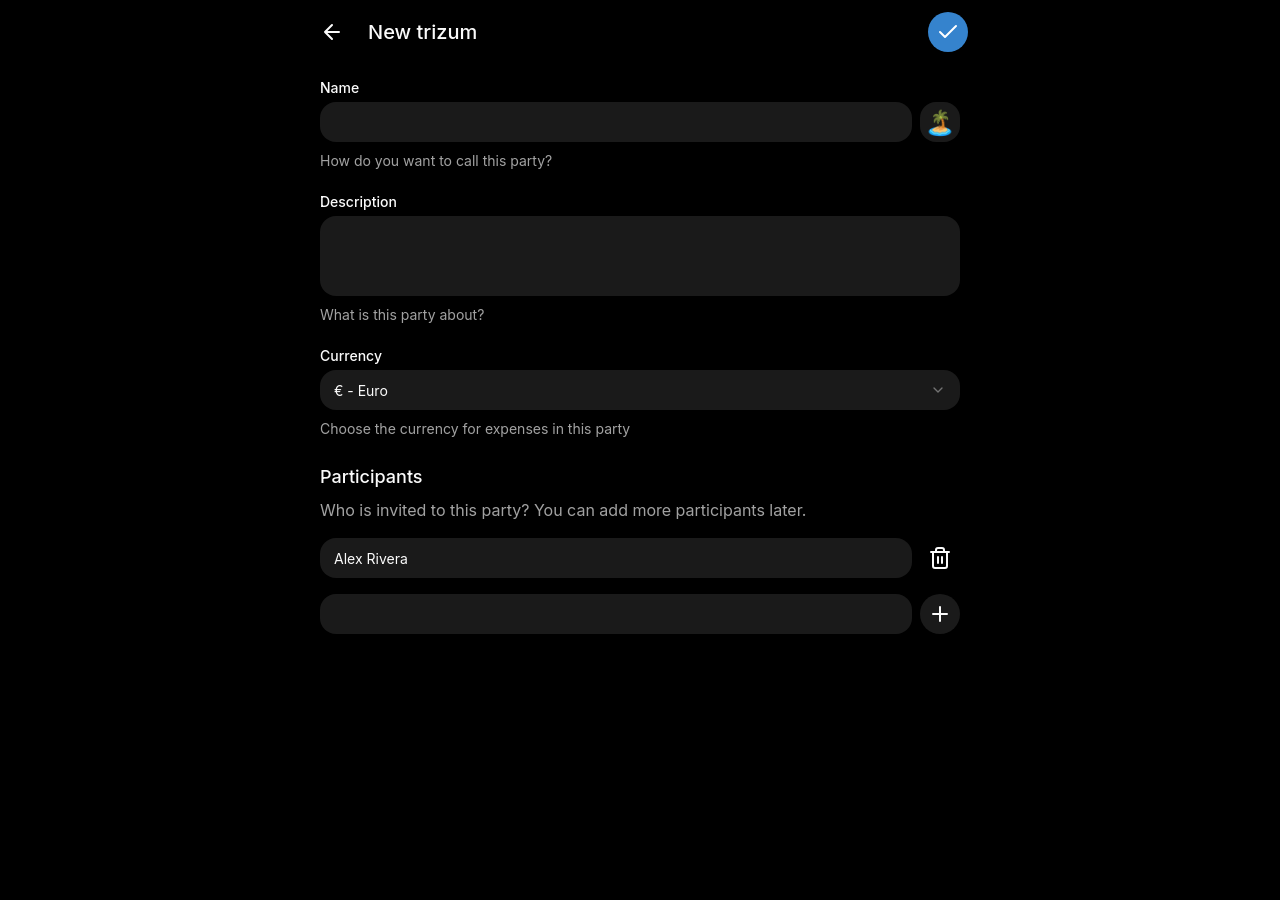 New trizum
Name
How do you want to call this party?
Description
What is this party about?
Currency
€ - Euro
Choose the currency for expenses in this party
Participants
Who is invited to this party? You can add more participants later.
Alex Rivera